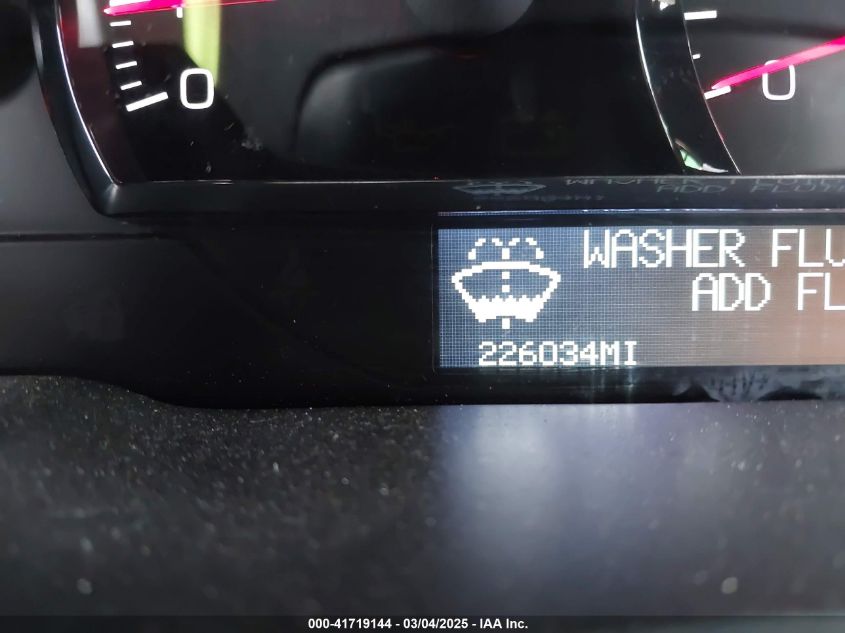 0
0
WASHER FLU
ADD FL
226034MI
000-41719144 - 03/04/2025 - IAA Inc.